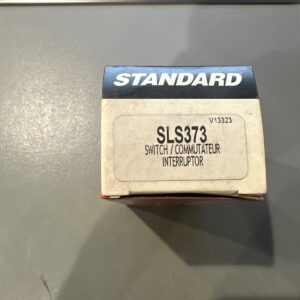 STANDARD
V13323
SLS373
SWITCH / COMMUTATEUR
INTERRUPTOR